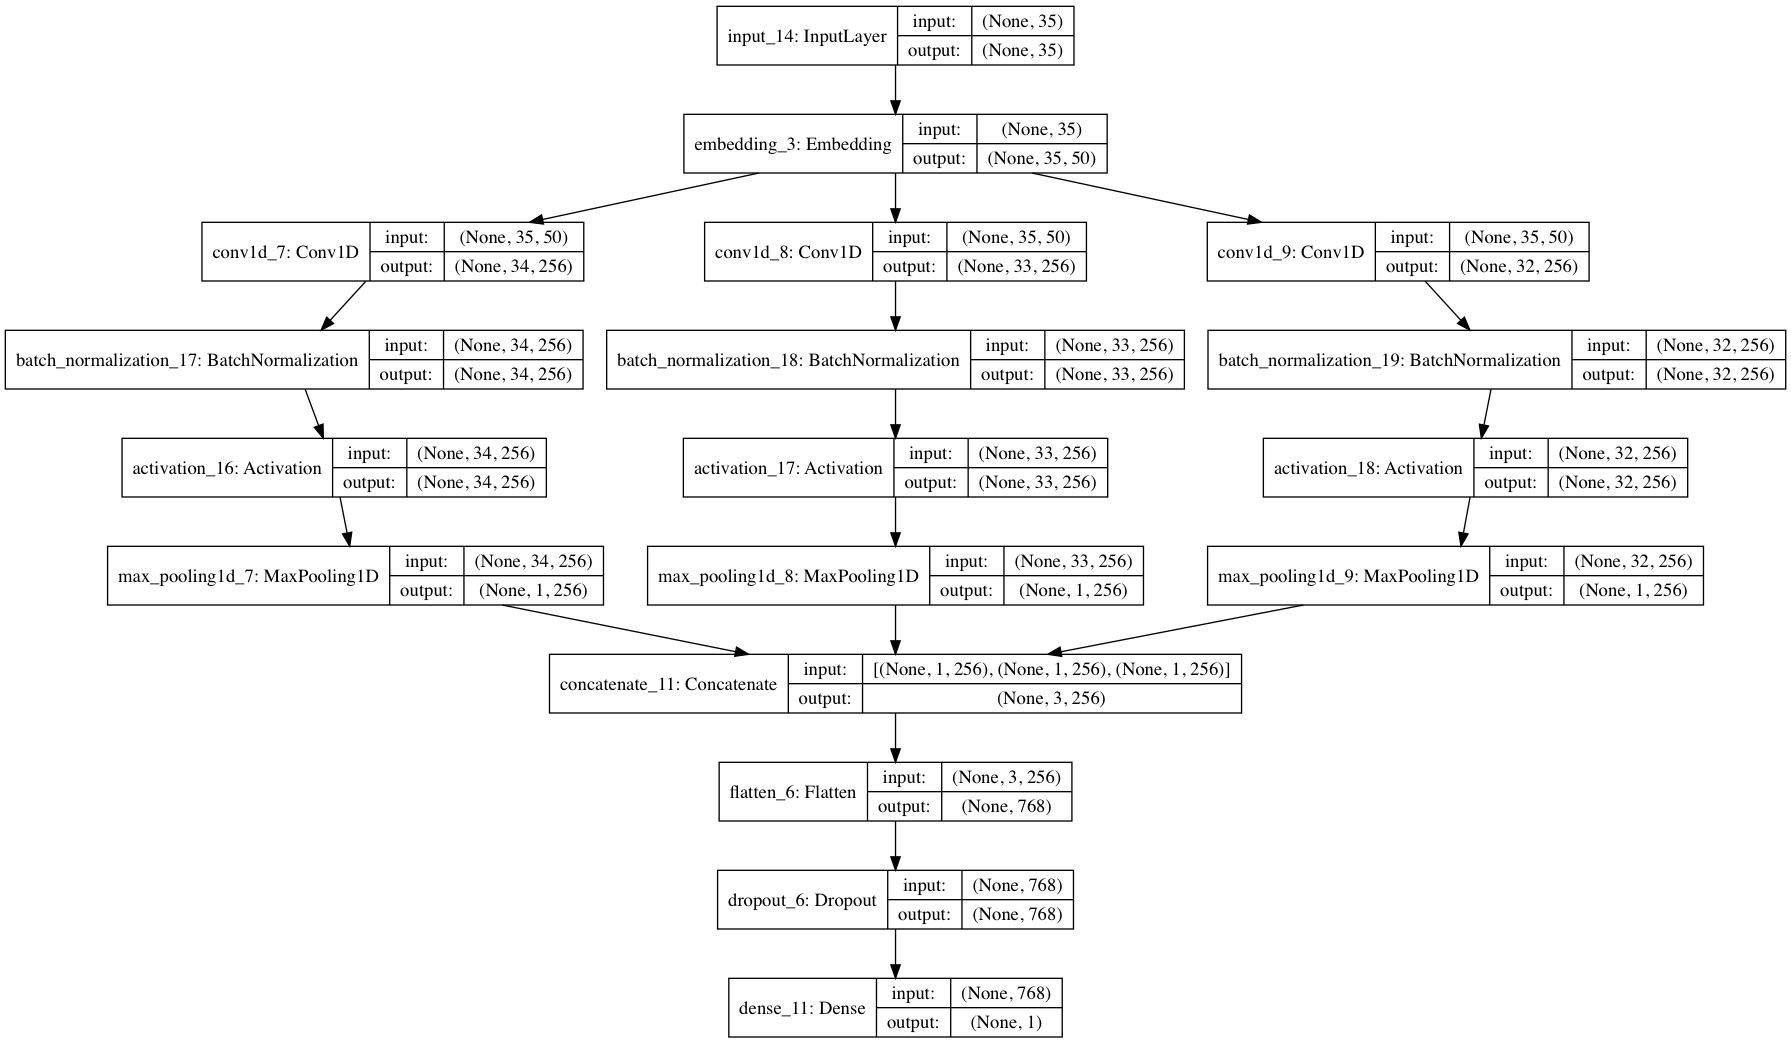 input_14: InputLayer
input: (None, 35)
output: (None, 35)
embedding_3: Embedding
input: (None, 35)
output: (None, 35, 50)
conv1d_7: Conv1D
input: (None, 35, 50)
output: (None, 34, 256)
conv1d_8: Conv1D
input: (None, 35, 50)
output: (None, 33, 256)
conv1d_9: Conv1D
input: (None, 35, 50)
output: (None, 32, 256)
batch_normalization_17: BatchNormalization
input: (None, 34, 256)
output: (None, 34, 256)
batch_normalization_18: BatchNormalization
input: (None, 33, 256)
output: (None, 33, 256)
batch_normalization_19: BatchNormalization
input: (None, 32, 256)
output: (None, 32, 256)
activation_16: Activation
input: (None, 34, 256)
output: (None, 34, 256)
activation_17: Activation
input: (None, 33, 256)
output: (None, 33, 256)
activation_18: Activation
input: (None, 32, 256)
output: (None, 32, 256)
max_pooling1d_7: MaxPooling1D
input: (None, 34, 256)
output: (None, 1, 256)
max_pooling1d_8: MaxPooling1D
input: (None, 33, 256)
output: (None, 1, 256)
max_pooling1d_9: MaxPooling1D
input: (None, 32, 256)
output: (None, 1, 256)
concatenate_11: Concatenate
input: [(None, 1, 256), (None, 1, 256), (None, 1, 256)]
output: (None, 3, 256)
flatten_6: Flatten
input: (None, 3, 256)
output: (None, 768)
dropout_6: Dropout
input: (None, 768)
output: (None, 768)
dense_11: Dense
input: (None, 768)
output: (None, 1)